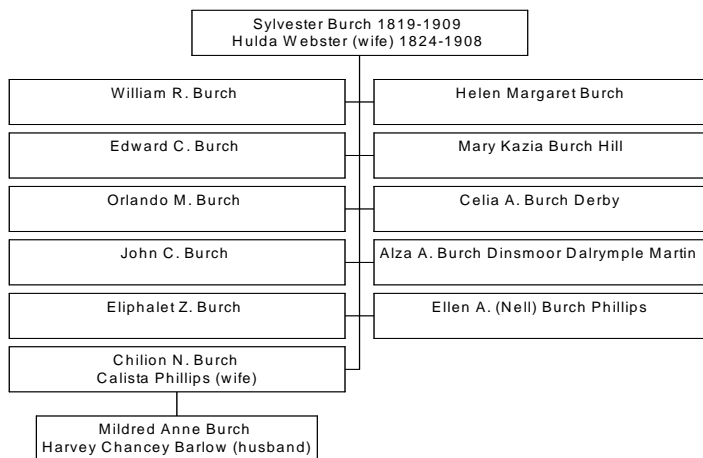 Sylvester Burch 1819-1909
Hulda Webster (wife) 1824-1908
William R. Burch
Helen Margaret Burch
Edward C. Burch
Mary Kazia Burch Hill
Orlando M. Burch
Celia A. Burch Derby
John C. Burch
Alza A. Burch Dinsmoor Dalrymple Martin
Eliphalet Z. Burch
Ellen A. (Nell) Burch Phillips
Chilion N. Burch
Calista Phillips (wife)
Mildred Anne Burch
Harvey Chancey Barlow (husband)